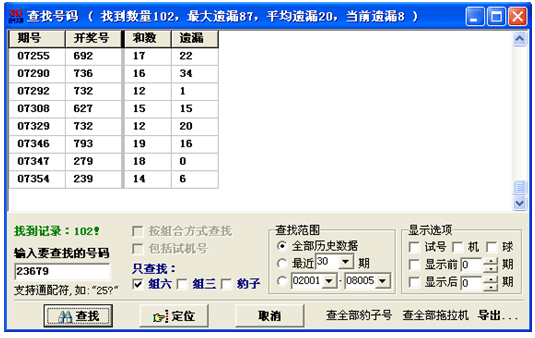 查找号码 ( 找到数量102，最大遗漏87，平均遗漏20，当前遗漏8 )
期号 开奖号 和数 遗漏
07255 692 17 22
07290 736 16 34
07292 732 12 1
07308 627 15 15
07329 732 12 20
07346 793 19 16
07347 279 18 0
07354 239 14 6
找到记录：102!
输入要查找的号码
23679
支持通配符,如:"25?"
按组合方式查找
包括试机号
只查找：
组六 组三 豹子
查找范围
全部历史数据
最近 30 期
02001 - 08005
显示选项
试号 机 球
显示前 0 期
显示后 0 期
查找 定位 取消 查全部豹子号 查全部拖拉机 导出...